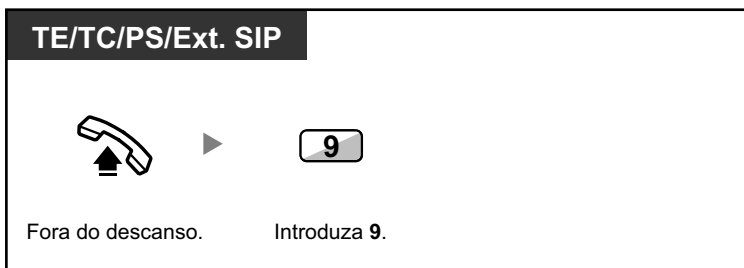 TE/TC/PS/Ext. SIP
9
Fora do descanso.
Introduza 9.